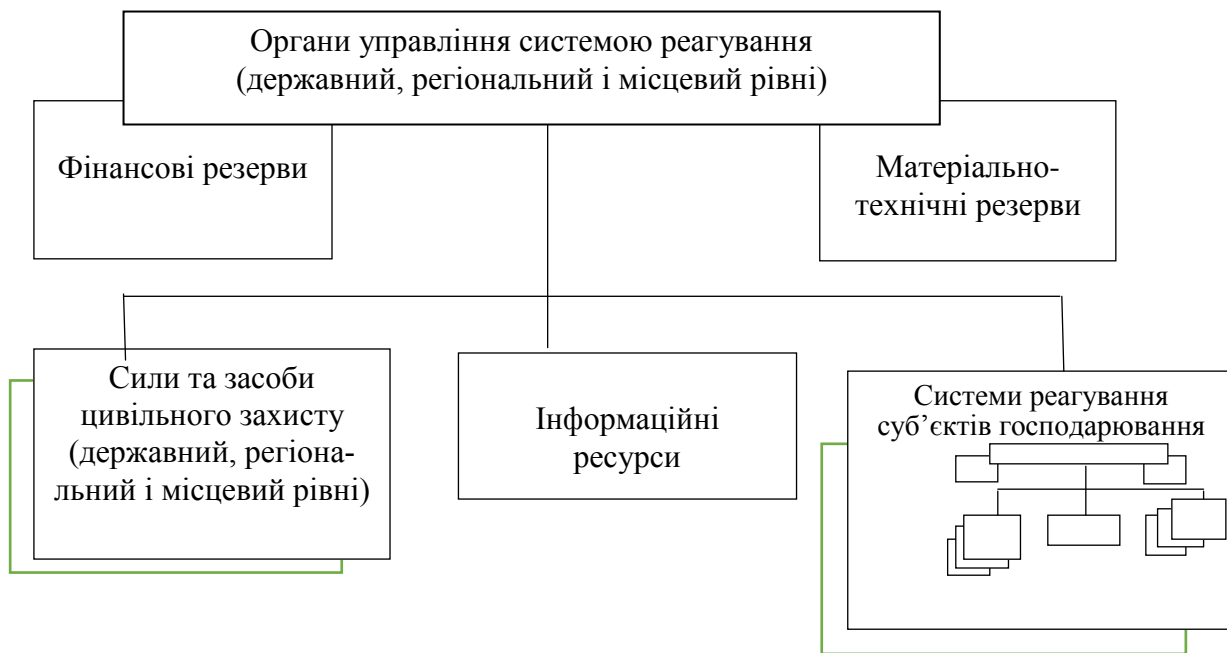 Органи управління системою реагування
(державний, регіональний і місцевий рівні)
Фінансові резерви
Матеріально-
технічні резерви
Сили та засоби
цивільного захисту
(державний, регіона-
льний і місцевий рівні)
Інформаційні
ресурси
Системи реагування
суб’єктів господарювання